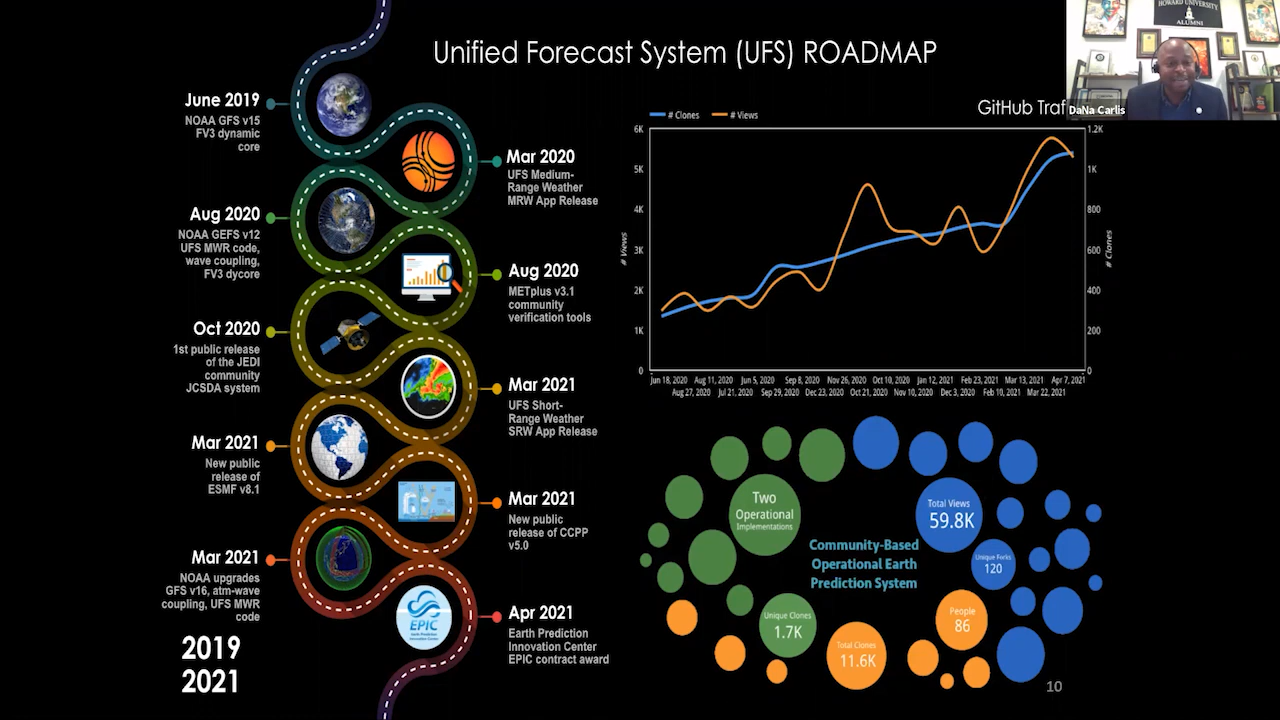 HOWARD UNIVERSITY
ALUMNI
DaNa Carlis
Unified Forecast System (UFS) ROADMAP
June 2019
NOAA GFS v15
FV3 dynamic
core
Mar 2020
UFS Medium-
Range Weather
MRW App Release
Aug 2020
NOAA GEFS v12
UFS MWR code,
wave coupling,
FV3 dycore
Aug 2020
METplus v3.1
community
verification tools
Oct 2020
1st public release
of the JEDI
community
JCSDA system
Mar 2021
UFS Short-
Range Weather
SRW App Release
Mar 2021
New public
release of
ESMF v8.1
Mar 2021
New public
release of CCPP
v5.0
Mar 2021
NOAA upgrades
GFS v16, atm-wave
coupling, UFS MWR
code
Apr 2021
Earth Prediction
Innovation Center
EPIC contract award
EPIC
Earth Prediction
Innovation Center
2019
2021
GitHub Traf
# Clones
# Views
6K
5K
4K
3K
2K
1K
0
# Views
1.2K
1K
800
600
400
200
0
# Clones
Jun 18, 2020 Aug 11, 2020 Jun 5, 2020 Sep 8, 2020 Nov 26, 2020 Oct 10, 2020 Jan 12, 2021 Feb 23, 2021 Mar 13, 2021 Apr 7, 2021
Aug 27, 2020 Jul 21, 2020 Sep 29, 2020 Dec 23, 2020 Oct 21, 2020 Nov 10, 2020 Dec 3, 2020 Feb 19, 2021 Mar 22, 2021
Two
Operational
Implementations
Total Views
59.8K
Community-Based
Operational Earth
Prediction System
Unique Forks
120
Unique Clones
1.7K
People
86
Total Clones
11.6K
10